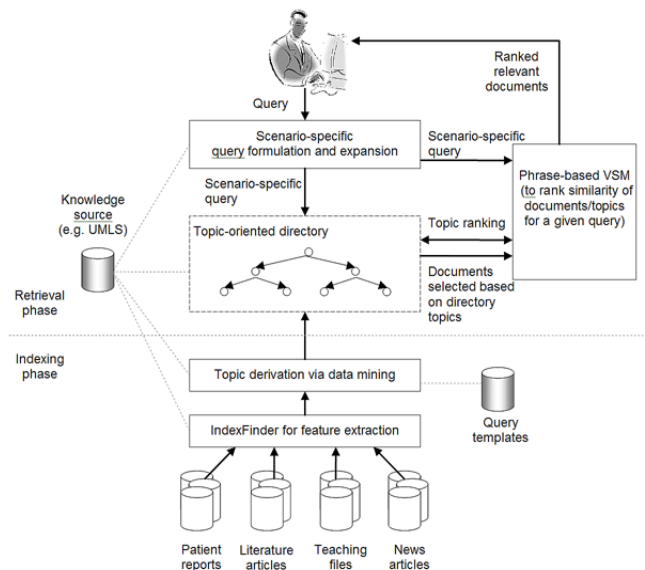 Ranked
relevant
documents
Query
Scenario-specific
query formulation and expansion
Scenario-specific
query
Phrase-based VSM
(to rank similarity of
documents/topics
for a given query)
Scenario-specific
query
Knowledge
source
(e.g. UMLS)
Topic-oriented directory
Topic ranking
Documents
selected based
on directory
topics
Retrieval
phase
Indexing
phase
Topic derivation via data mining
Query
templates
IndexFinder for feature extraction
Patient
reports
Literature
articles
Teaching
files
News
articles